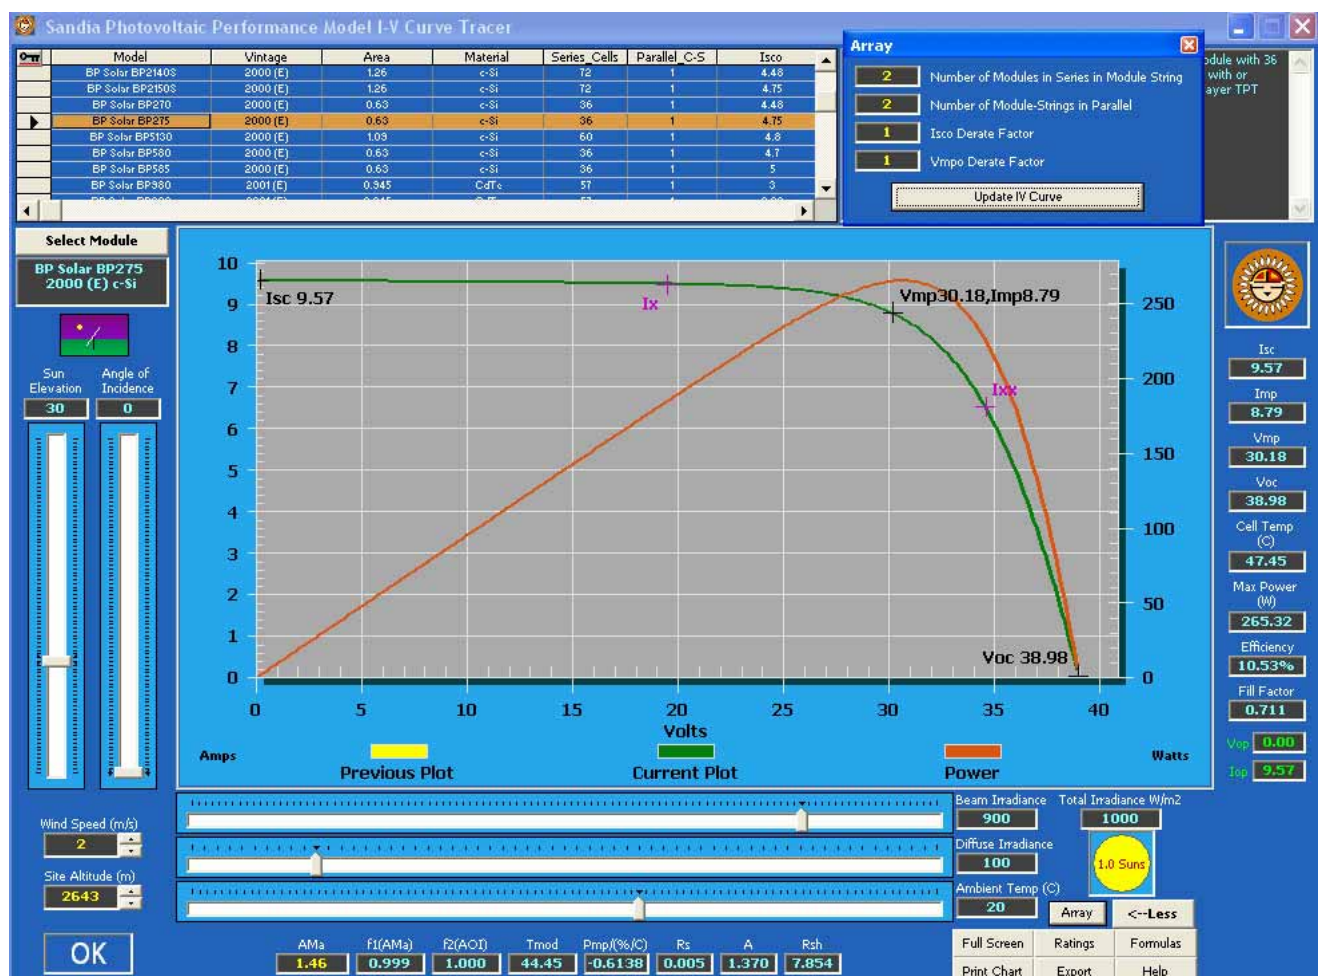 Sandia Photovoltaic Performance Model I-V Curve Tracer
Model Vintage Area Material Series_Cells Parallel_C-S Isco
BP Solar BP2140S 2000 (E) 1.26 c-Si 72 1 4.48
BP Solar BP2150S 2000 (E) 1.26 c-Si 72 1 4.75
BP Solar BP270 2000 (E) 0.63 c-Si 36 1 4.48
BP Solar BP275 2000 (E) 0.63 c-Si 36 1 4.75
BP Solar BP5130 2000 (E) 1.09 c-Si 60 1 4.8
BP Solar BP580 2000 (E) 0.63 c-Si 36 1 4.7
BP Solar BP585 2000 (E) 0.63 c-Si 36 1 5
BP Solar BP980 2001 (E) 0.945 CdTe 57 1 3
Array
2 Number of Modules in Series in Module String
2 Number of Module-Strings in Parallel
1 Isco Derate Factor
1 Vmpo Derate Factor
Update IV Curve
odule with 36
with or
ayer TPT
Select Module
BP Solar BP275
2000 (E) c-Si
Sun Elevation
30
Angle of Incidence
0
10
9
8
7
6
5
4
3
2
1
0
Isc 9.57
Ix
Vmp30.18,Imp8.79
Ixx
Voc 38.98
250
200
150
100
50
0
0 5 10 15 20 25 30 35 40
Volts
Amps
Watts
Previous Plot Current Plot Power
Isc
9.57
Imp
8.79
Vmp
30.18
Voc
38.98
Cell Temp
(C)
47.45
Max Power
(W)
265.32
Efficiency
10.53%
Fill Factor
0.711
Vop 0.00
Iop 9.57
Wind Speed (m/s)
2
Site Altitude (m)
2643
OK
Beam Irradiance
900
Total Irradiance W/m2
1000
Diffuse Irradiance
100
1.0 Suns
Ambient Temp (C)
20
Array <--Less
Full Screen Ratings Formulas
Print Chart Export Help
AMa f1(AMa) f2(AOI) Tmod Pmp/(%/C) Rs A Rsh
1.46 0.999 1.000 44.45 -0.6138 0.005 1.370 7.854